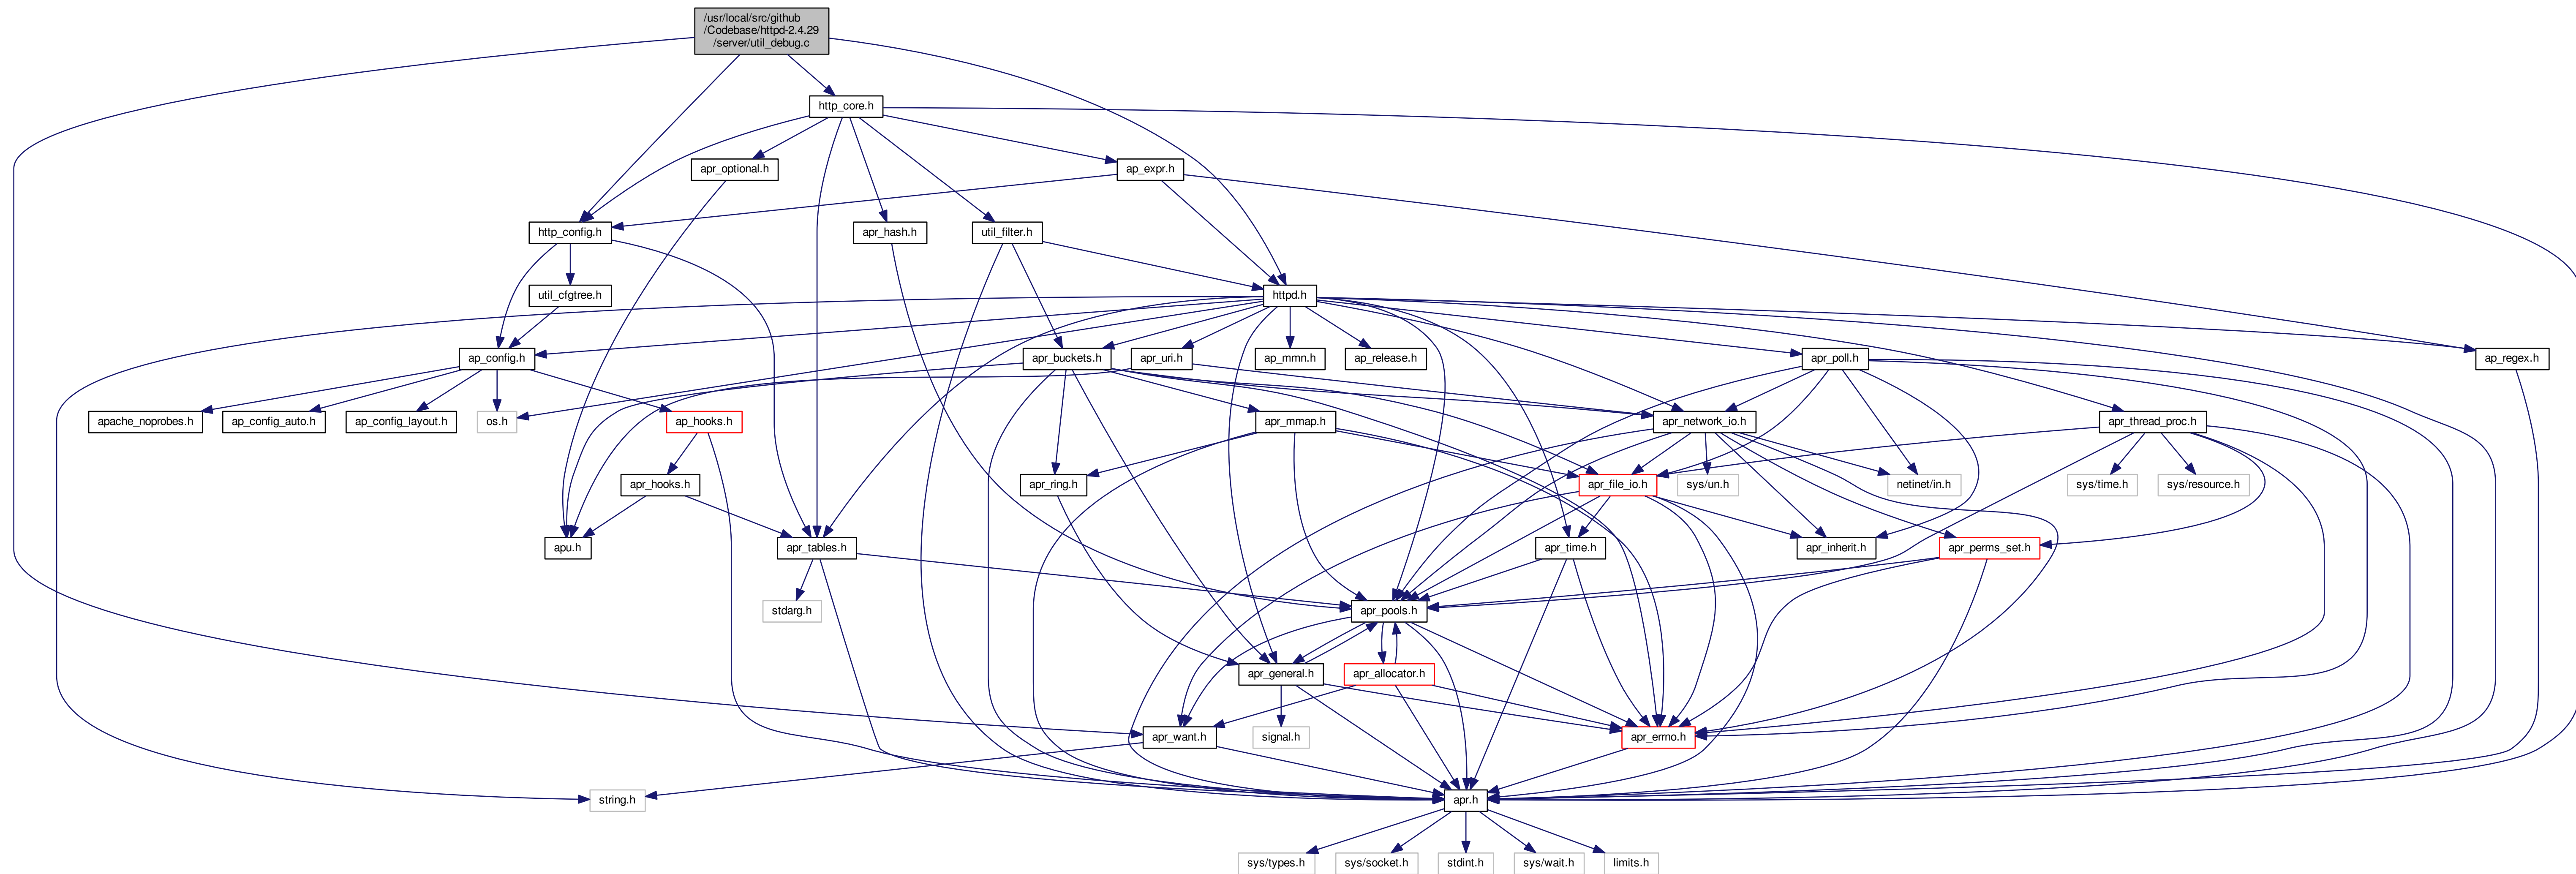 /usr/local/src/github
/Codebase/httpd-2.4.29
/server/util_debug.c
http_core.h
apr_optional.h
ap_expr.h
http_config.h
apr_hash.h
util_filter.h
util_cfgtree.h
httpd.h
ap_config.h
apr_buckets.h
apr_uri.h
ap_mmn.h
ap_release.h
apr_poll.h
ap_regex.h
apache_noprobes.h
ap_config_auto.h
ap_config_layout.h
os.h
ap_hooks.h
apr_mmap.h
apr_network_io.h
apr_thread_proc.h
apr_hooks.h
apr_ring.h
apr_file_io.h
sys/un.h
netinet/in.h
sys/time.h
sys/resource.h
apu.h
apr_tables.h
apr_time.h
apr_inherit.h
apr_perms_set.h
stdarg.h
apr_pools.h
apr_general.h
apr_allocator.h
apr_want.h
signal.h
apr_errno.h
string.h
apr.h
sys/types.h
sys/socket.h
stdint.h
sys/wait.h
limits.h